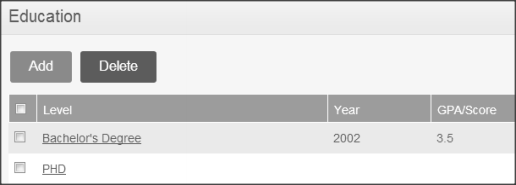 Education
Add Delete
Level Year GPA/Score
Bachelor's Degree 2002 3.5
PHD